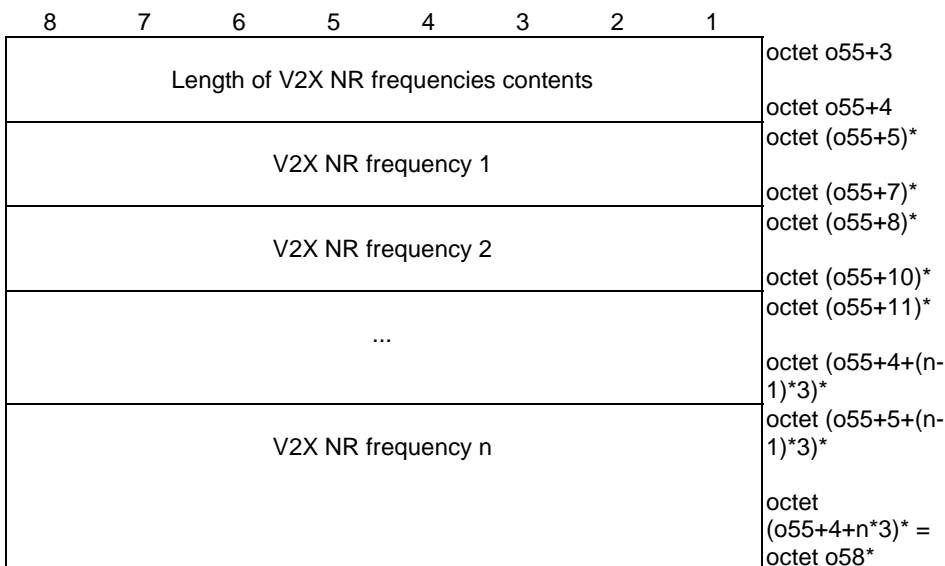 8 7 6 5 4 3 2 1
Length of V2X NR frequencies contents
octet o55+3
octet o55+4
V2X NR frequency 1
octet (o55+5)*
octet (o55+7)*
V2X NR frequency 2
octet (o55+8)*
octet (o55+10)*
...
octet (o55+11)*
octet (o55+4+(n-
1)*3)*
V2X NR frequency n
octet (o55+5+(n-
1)*3)*
octet
(o55+4+n*3)* =
octet o58*